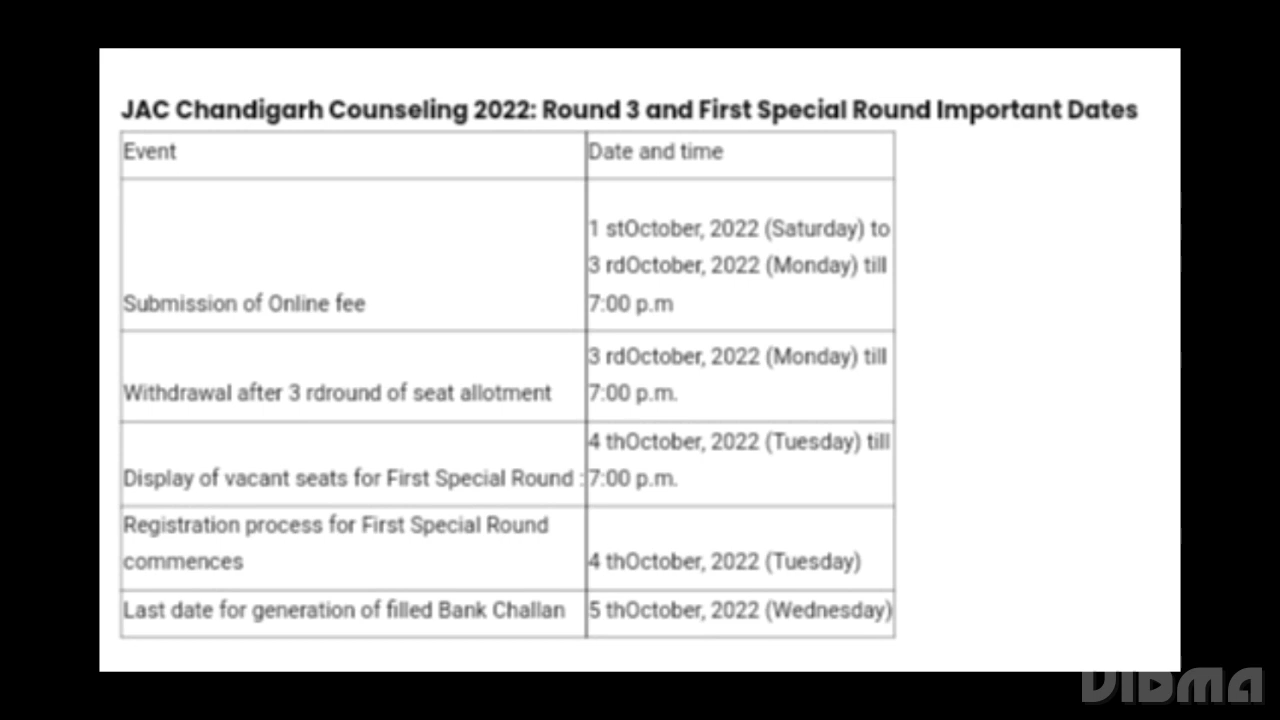 JAC Chandigarh Counseling 2022: Round 3 and First Special Round Important Dates
Event
Date and time
Submission of Online fee
1 stOctober, 2022 (Saturday) to
3 rdOctober, 2022 (Monday) till
7:00 p.m
Withdrawal after 3 rdround of seat allotment
3 rdOctober, 2022 (Monday) till
7:00 p.m.
Display of vacant seats for First Special Round :
4 thOctober, 2022 (Tuesday) till
7:00 p.m.
Registration process for First Special Round
commences
4 thOctober, 2022 (Tuesday)
Last date for generation of filled Bank Challan
5 thOctober, 2022 (Wednesday)
VIDMA